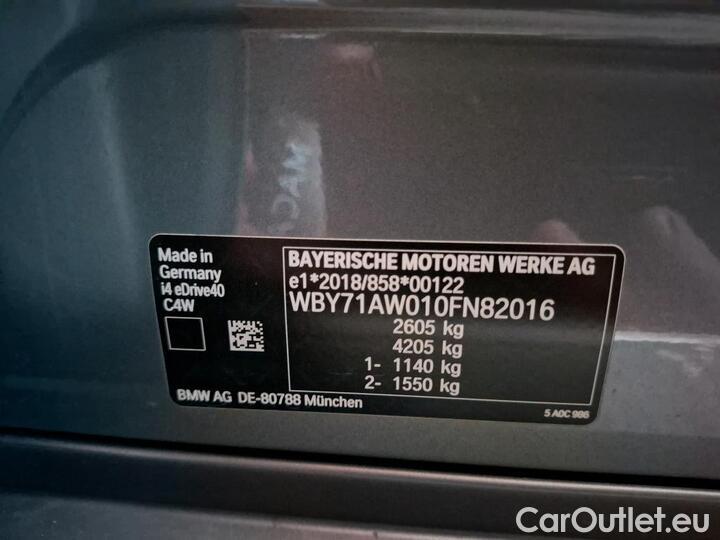 Made in
Germany
i4 eDrive40
C4W
BAYERISCHE MOTOREN WERKE AG
e1*2018/858*00122
WBY71AW010FN82016
2605 kg
4205 kg
1- 1140 kg
2- 1550 kg
BMW AG DE-80788 München
5 A0C 986
CarOutlet.eu